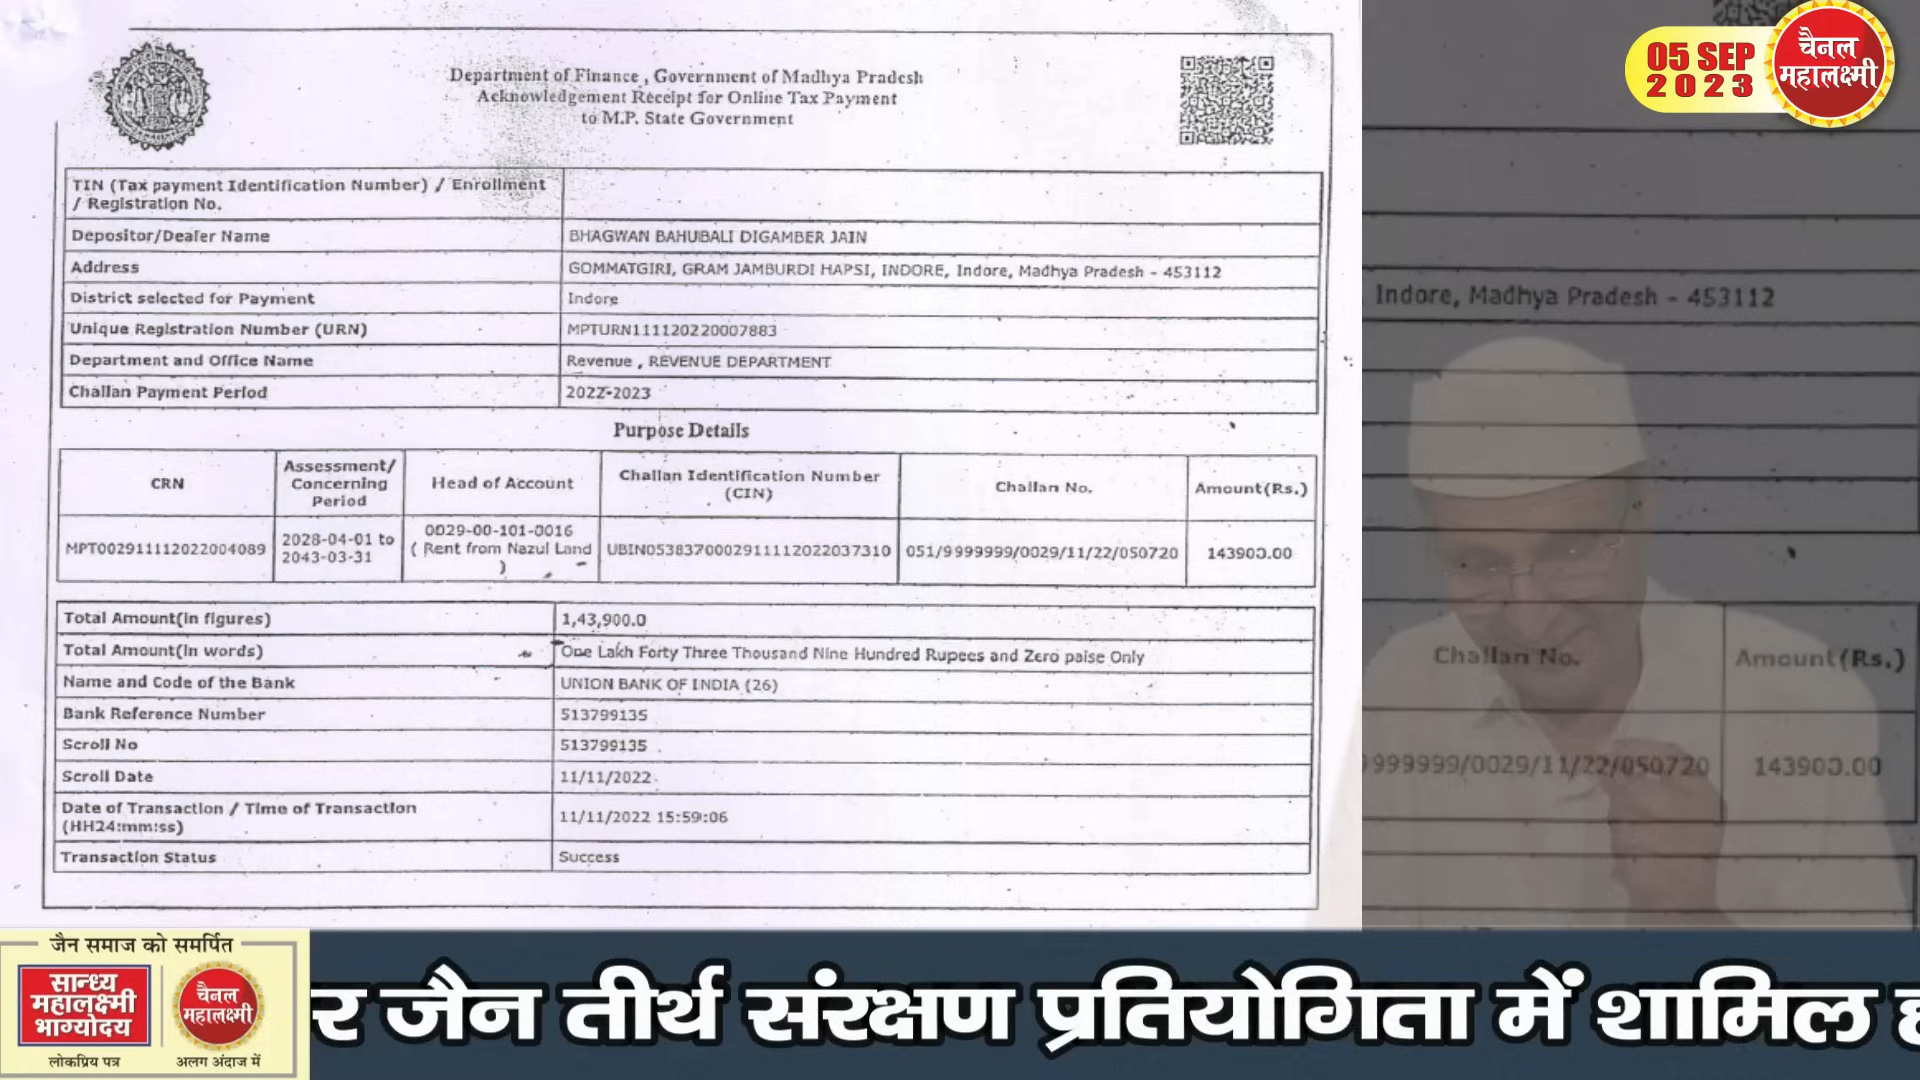 Department of Finance , Government of Madhya Pradesh
Acknowledgement Receipt for Online Tax Payment
to M.P. State Government
TIN (Tax payment Identification Number) / Enrollment
/ Registration No.
Depositor/Dealer Name
BHAGWAN BAHUBALI DIGAMBER JAIN
Address
GOMMATGIRI, GRAM JAMBURDI HAPSI, INDORE, Indore, Madhya Pradesh - 453112
District selected for Payment
Indore
Unique Registration Number (URN)
MPTURN111120220007883
Department and Office Name
Revenue , REVENUE DEPARTMENT
Challan Payment Period
2022-2023
Purpose Details
CRN
Assessment/
Concerning
Period
Head of Account
Challan Identification Number
(CIN)
Challan No.
Amount(Rs.)
MPT002911112022004089
2028-04-01 to
2043-03-31
0029-00-101-0016
( Rent from Nazul Land
)
UBIN0538370002911112022037310
051/9999999/0029/11/22/050720
143900.00
Total Amount(in figures)
1,43,900.0
Total Amount(in words)
One Lakh Forty Three Thousand Nine Hundred Rupees and Zero paise Only
Name and Code of the Bank
UNION BANK OF INDIA (26)
Bank Reference Number
513799135
Scroll No
513799135
Scroll Date
11/11/2022
Date of Transaction / Time of Transaction
(HH24:mm:ss)
11/11/2022 15:59:06
Transaction Status
Success
05 SEP
2023
चैनल
महालक्ष्मी
Indore, Madhya Pradesh - 453112
Challan No.
Amount(Rs.)
9999999/0029/11/22/050720
143900.00
जैन समाज को समर्पित
सान्ध्य
महालक्ष्मी
भाग्योदय
लोकप्रिय पत्र
चैनल
महालक्ष्मी
अलग अंदाज में
र जैन तीर्थ संरक्षण प्रतियोगिता में शामिल ह